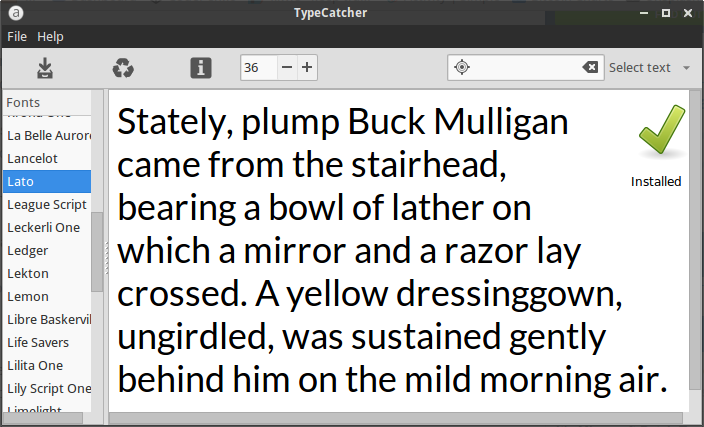 a
TypeCatcher
File Help
36
Select text
Fonts
La Belle Aurore
Lancelot
Lato
League Script
Leckerli One
Ledger
Lekton
Lemon
Libre Baskervil
Life Savers
Lilita One
Lily Script One
Limelight
Stately, plump Buck Mulligan
came from the stairhead,
bearing a bowl of lather on
which a mirror and a razor lay
crossed. A yellow dressinggown,
ungirdled, was sustained gently
behind him on the mild morning air.
Installed